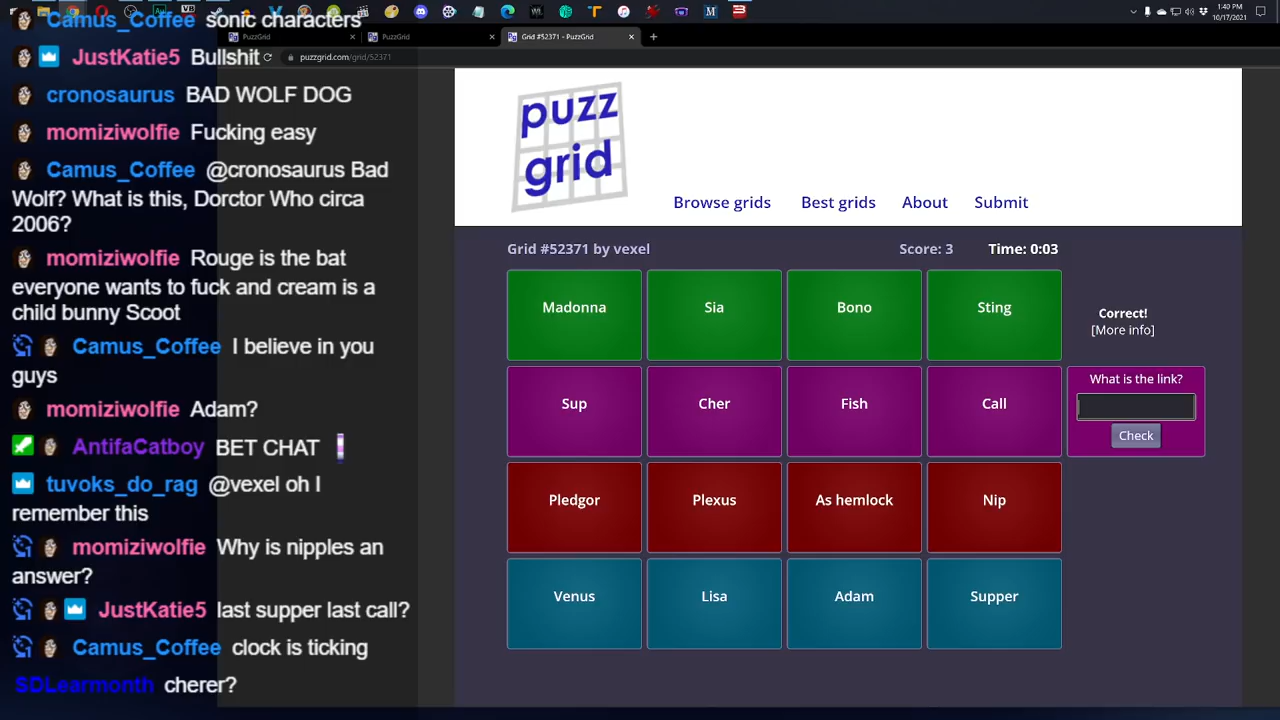 Camus_Coffee sonic characters
JustKatie5 Bullshit
cronosaurus BAD WOLF DOG
momiziwolfie Fucking easy
Camus_Coffee @cronosaurus Bad
Wolf? What is this, Dorctor Who circa
2006?
momiziwolfie Rouge is the bat
everyone wants to fuck and cream is a
child bunny Scoot
Camus_Coffee I believe in you
guys
momiziwolfie Adam?
AntifaCatboy BET CHAT
tuvoks_do_rag @vexel oh I
remember this
momiziwolfie Why is nipples an
answer?
JustKatie5 last supper last call?
Camus_Coffee clock is ticking
SDLearmonth cherer?
1:40 PM
10/17/2021
PuzzGrid
PuzzGrid
Grid #52371 - PuzzGrid
puzzgrid.com/grid/52371
puzz
grid
Browse grids Best grids About Submit
Grid #52371 by vexel Score: 3 Time: 0:03
Madonna Sia Bono Sting
Correct!
[More info]
Sup Cher Fish Call
What is the link?
Check
Pledgor Plexus As hemlock Nip
Venus Lisa Adam Supper